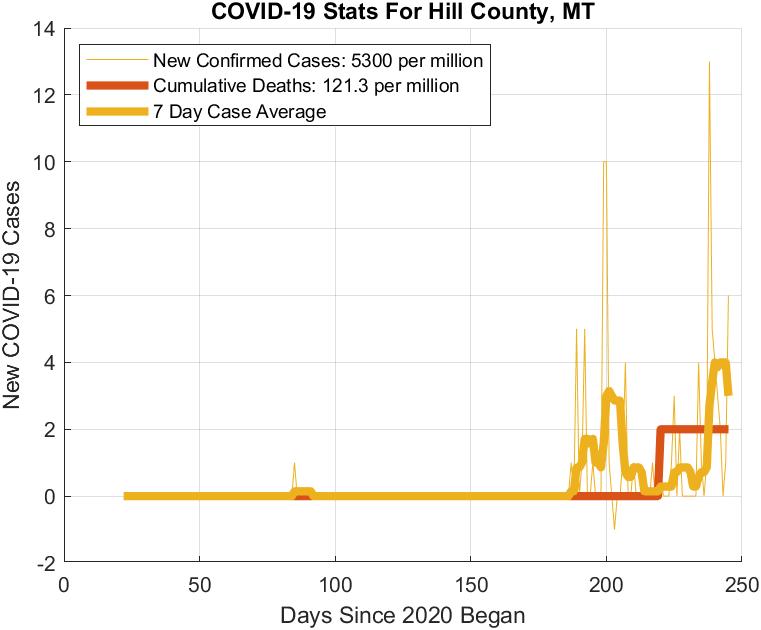 COVID-19 Stats For Hill County, MT
New Confirmed Cases: 5300 per million
Cumulative Deaths: 121.3 per million
7 Day Case Average
New COVID-19 Cases
14
12
10
8
6
4
2
0
-2
0 50 100 150 200 250
Days Since 2020 Began